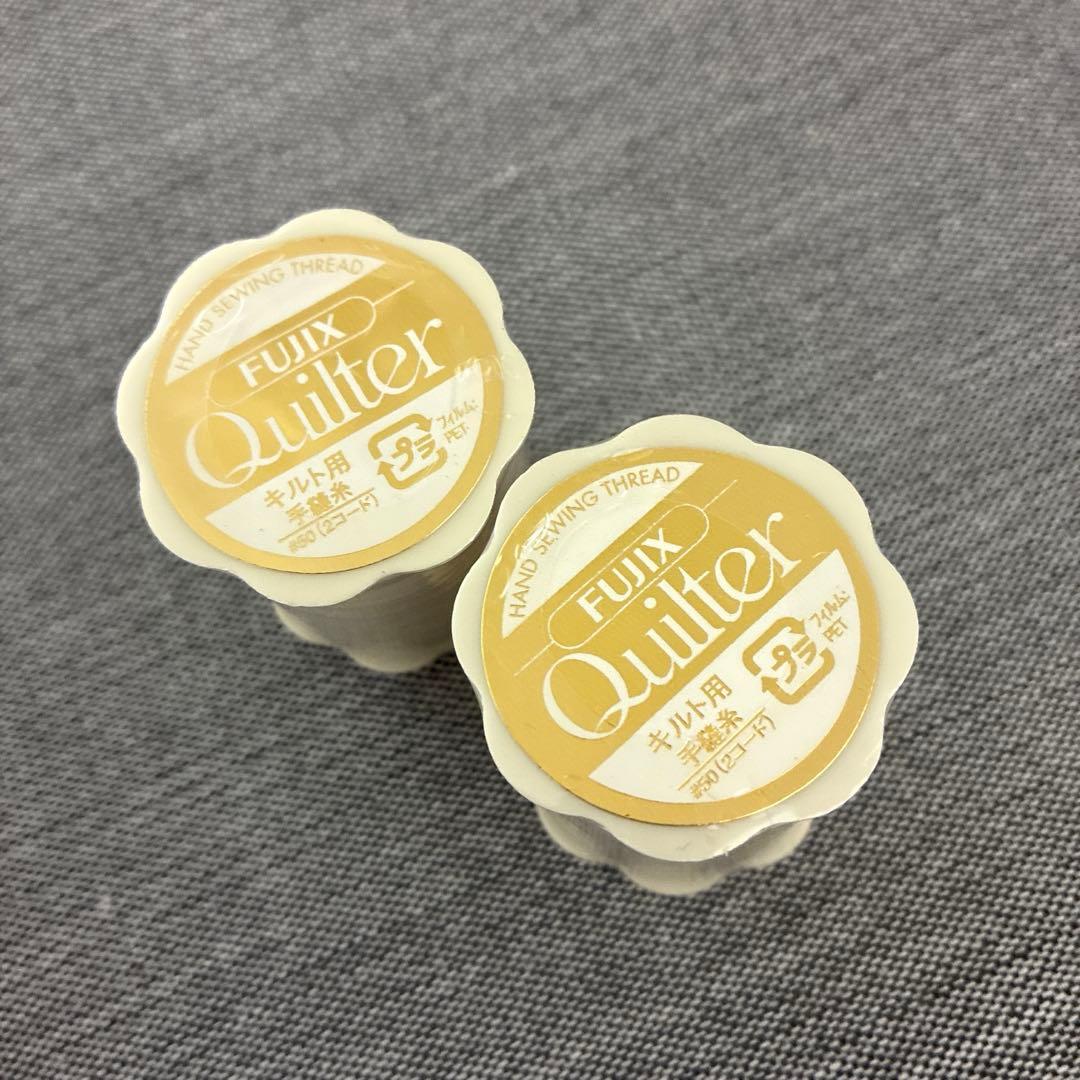 HAND SEWING THREAD
FUJIX
Quilter
プラ
フィルム:
PET
キルト用
手縫糸
#50(2コード)
HAND SEWING THREAD
FUJIX
Quilter
プラ
フィルム:
PET
キルト用
手縫糸
#50(2コード)